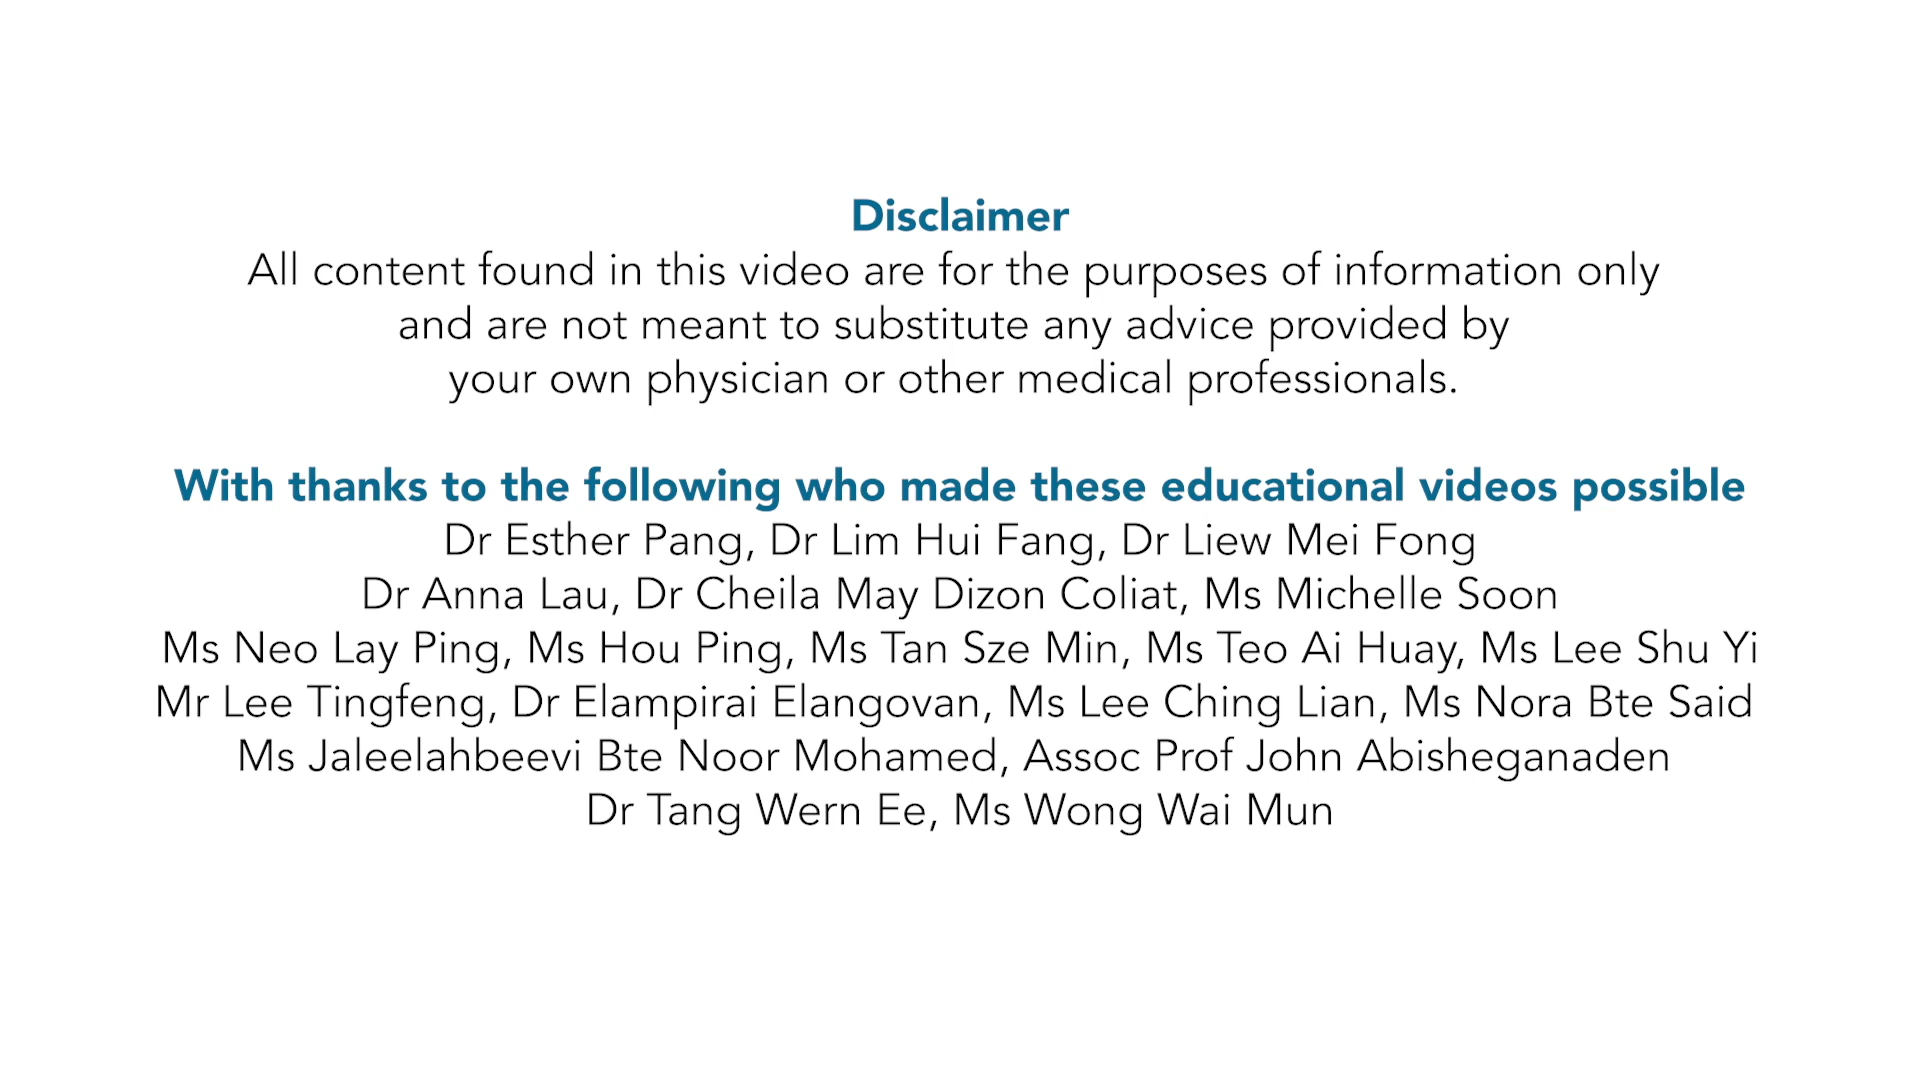 Disclaimer
All content found in this video are for the purposes of information only
and are not meant to substitute any advice provided by
your own physician or other medical professionals.
With thanks to the following who made these educational videos possible
Dr Esther Pang, Dr Lim Hui Fang, Dr Liew Mei Fong
Dr Anna Lau, Dr Cheila May Dizon Coliat, Ms Michelle Soon
Ms Neo Lay Ping, Ms Hou Ping, Ms Tan Sze Min, Ms Teo Ai Huay, Ms Lee Shu Yi
Mr Lee Tingfeng, Dr Elampirai Elangovan, Ms Lee Ching Lian, Ms Nora Bte Said
Ms Jaleelahbeevi Bte Noor Mohamed, Assoc Prof John Abisheganaden
Dr Tang Wern Ee, Ms Wong Wai Mun